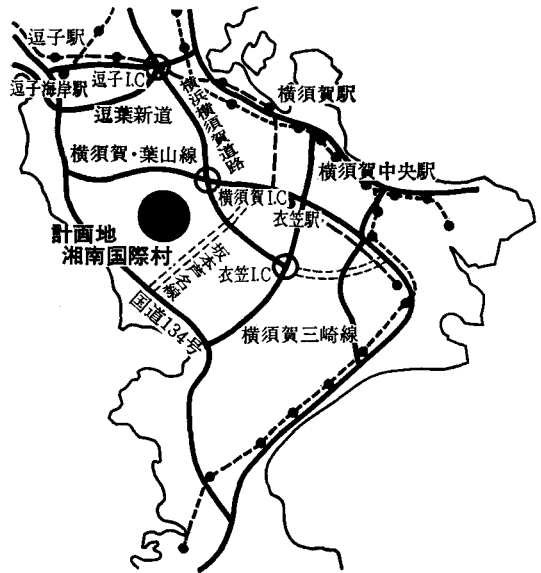 逗子駅
逗子I.C
逗子海岸駅
逗葉新道
横浜横須賀道路
横須賀駅
横須賀・葉山線
横須賀中央駅
横須賀I.C
衣笠駅
計画地
湘南国際村
坂本芦名線
衣笠I.C
国道134号
横須賀三崎線